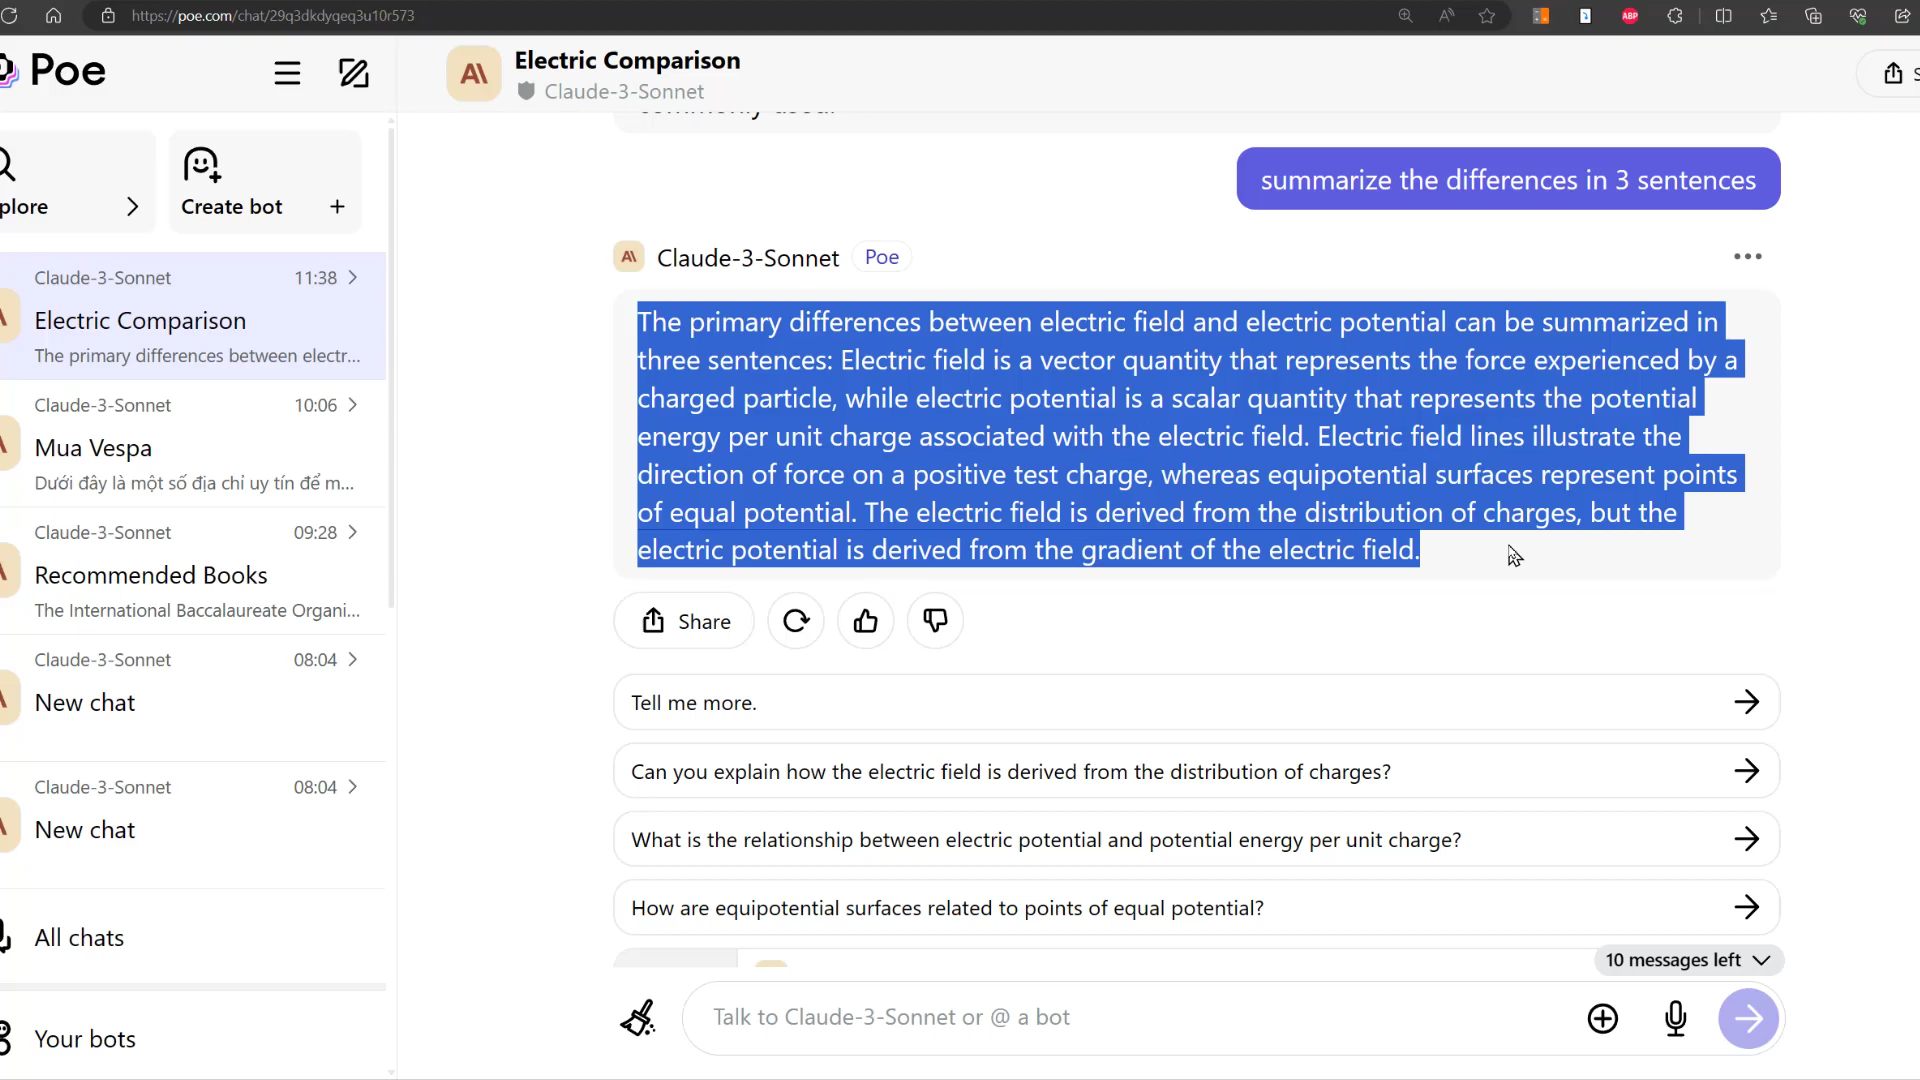 https://poe.com/chat/29q3dkdyqeq3u10r573
ABP
Poe
Electric Comparison
Claude-3-Sonnet
Create bot +
Claude-3-Sonnet 11:38
Electric Comparison
The primary differences between electr...
Claude-3-Sonnet 10:06
Mua Vespa
Dưới đây là một số địa chỉ uy tín để m...
Claude-3-Sonnet 09:28
Recommended Books
The International Baccalaureate Organi...
Claude-3-Sonnet 08:04
New chat
Claude-3-Sonnet 08:04
New chat
All chats
Your bots
summarize the differences in 3 sentences
Claude-3-Sonnet Poe
The primary differences between electric field and electric potential can be summarized in
three sentences: Electric field is a vector quantity that represents the force experienced by a
charged particle, while electric potential is a scalar quantity that represents the potential
energy per unit charge associated with the electric field. Electric field lines illustrate the
direction of force on a positive test charge, whereas equipotential surfaces represent points
of equal potential. The electric field is derived from the distribution of charges, but the
electric potential is derived from the gradient of the electric field.
Share
Tell me more.
Can you explain how the electric field is derived from the distribution of charges?
What is the relationship between electric potential and potential energy per unit charge?
How are equipotential surfaces related to points of equal potential?
10 messages left
Talk to Claude-3-Sonnet or @ a bot